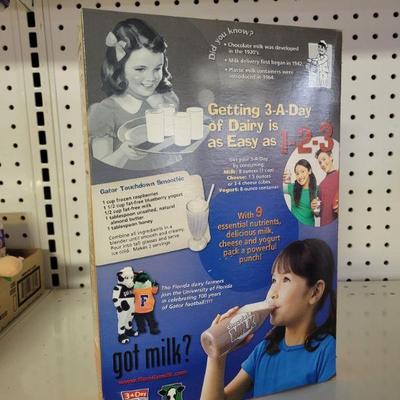 Did you know?
• Chocolate milk was developed
in the 1920's
• Milk delivery first began in 1942.
• Plastic milk containers were
introduced in 1964.
Getting 3-A-Day
of Dairy is
as Easy as 1-2-3
Get your 3-A-Day
by consuming:
Milk: 8 ounces (1 cup)
Cheese: 1.5 ounces
or 3-4 cheese cubes
Yogurt: 8-ounce container
Gator Touchdown Smoothie
1 cup frozen raspberries
1 1/2 cup fat-free blueberry yogurt
1/2 cup fat-free milk
1 tablespoon unsalted, natural
almond butter
1 tablespoon honey
Combine all ingredients in a
blender until smooth and creamy.
Pour into tall glasses and serve
ice cold. Makes 2 servings.
With 9
essential nutrients,
delicious milk,
cheese and yogurt
pack a powerful
punch!
The Florida dairy farmers
join the University of Florida
in celebrating 100 years
of Gator football!!!!
F
got milk?
www.floridamilk.com
3-A-Day